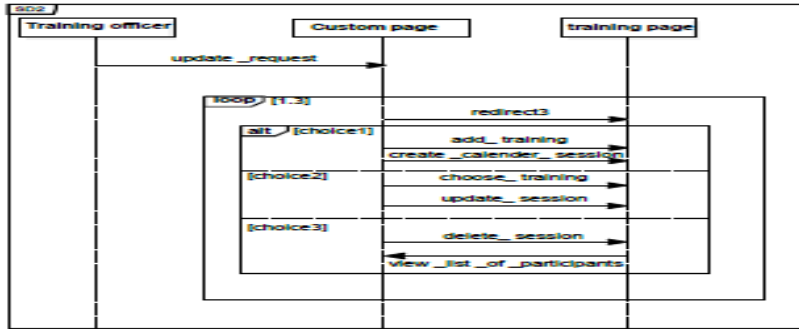 SD2
Training officer
Custom page
training page
update _request
loop [1.3]
redirect3
alt [choice1]
add_ training
create _calender_ session
[choice2]
choose_ training
update_ session
[choice3]
delete_ session
view _list _of _participants